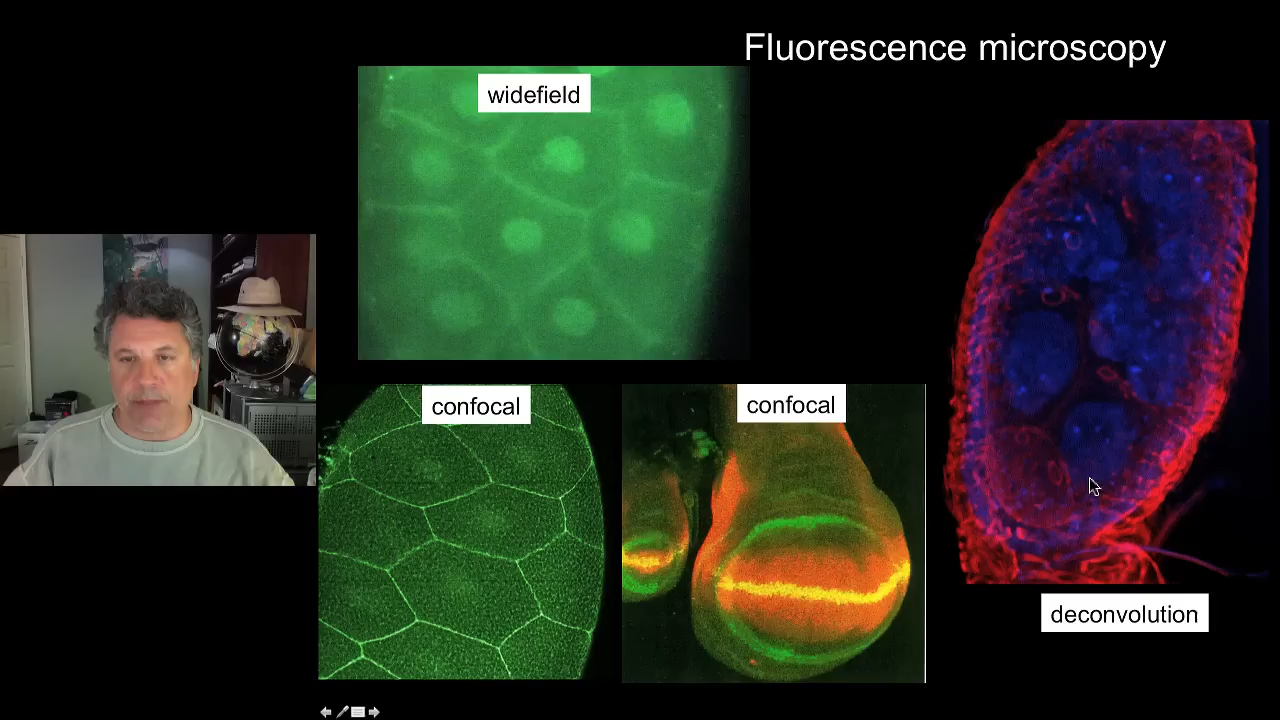 Fluorescence microscopy
widefield
confocal
confocal
deconvolution